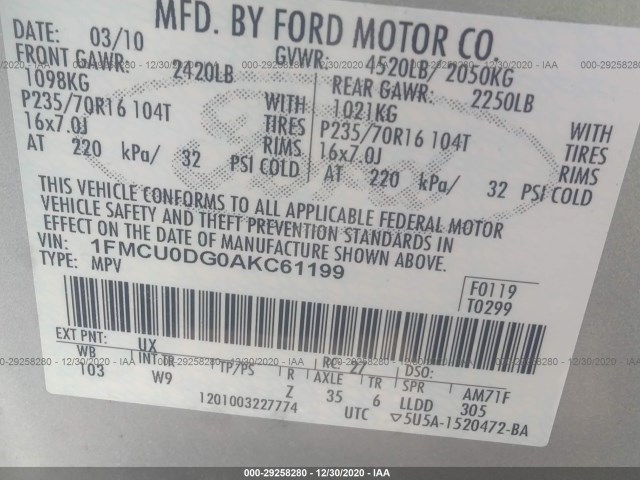 MFD. BY FORD MOTOR CO.
DATE: 03/10 GVWR: 4520LB/ 2050KG
FRONT GAWR: 2420LB REAR GAWR: 2250LB
1098KG WITH 1021KG WITH
P235/70R16 104T TIRES P235/70R16 104T TIRES
16x7.0J RIMS 16x7.0J RIMS
AT 220 kPa/ 32 PSI COLD AT 220 kPa/ 32 PSI COLD
THIS VEHICLE CONFORMS TO ALL APPLICABLE FEDERAL MOTOR
VEHICLE SAFETY AND THEFT PREVENTION STANDARDS IN
EFFECT ON THE DATE OF MANUFACTURE SHOWN ABOVE.
VIN: 1FMCU0DG0AKC61199
TYPE: MPV
F0119
T0299
EXT PNT: UX RC: 27 DSO:
WB INT TR TP/PS R AXLE TR SPR AM71F
103 W9 Z 35 6 LLDD 305
1201003227774 UTC ▽5U5A-1520472-BA
Ford
000-29258280 - 12/30/2020 - IAA